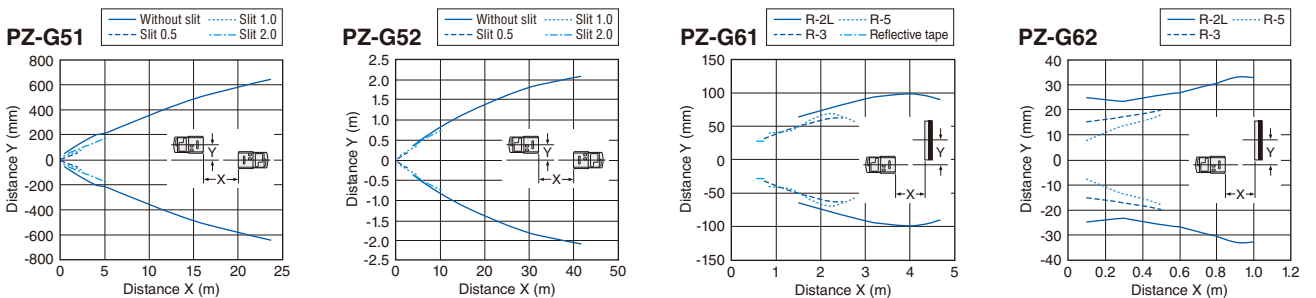 PZ-G51
Without slit Slit 1.0
Slit 0.5 Slit 2.0
Distance Y (mm)
800
600
400
200
0
-200
-400
-600
-800
Y
X
0 5 10 15 20 25
Distance X (m)
PZ-G52
Without slit Slit 1.0
Slit 0.5 Slit 2.0
Distance Y (m)
2.5
2.0
1.5
1.0
0.5
0
-0.5
-1.0
-1.5
-2.0
-2.5
Y
X
0 10 20 30 40 50
Distance X (m)
PZ-G61
R-2L R-5
R-3 Reflective tape
Distance Y (mm)
150
100
50
0
-50
-100
-150
Y
X
0 1 2 3 4 5
Distance X (m)
PZ-G62
R-2L R-5
R-3
Distance Y (mm)
40
30
20
10
0
10
20
-30
-40
Y
X
0 0.2 0.4 0.6 0.8 1.0 1.2
Distance X (m)